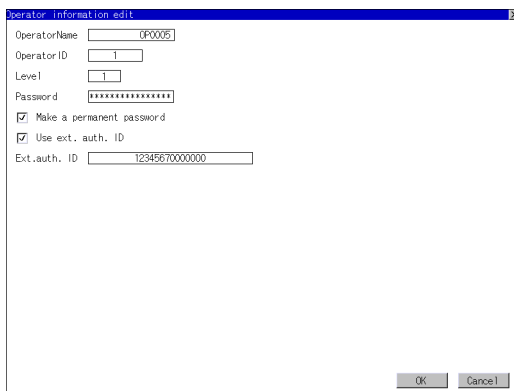 Operator information edit
OperatorName OP0005
OperatorID 1
Level 1
Password ****************
Make a permanent password
Use ext. auth. ID
Ext.auth. ID 12345670000000
OK Cancel